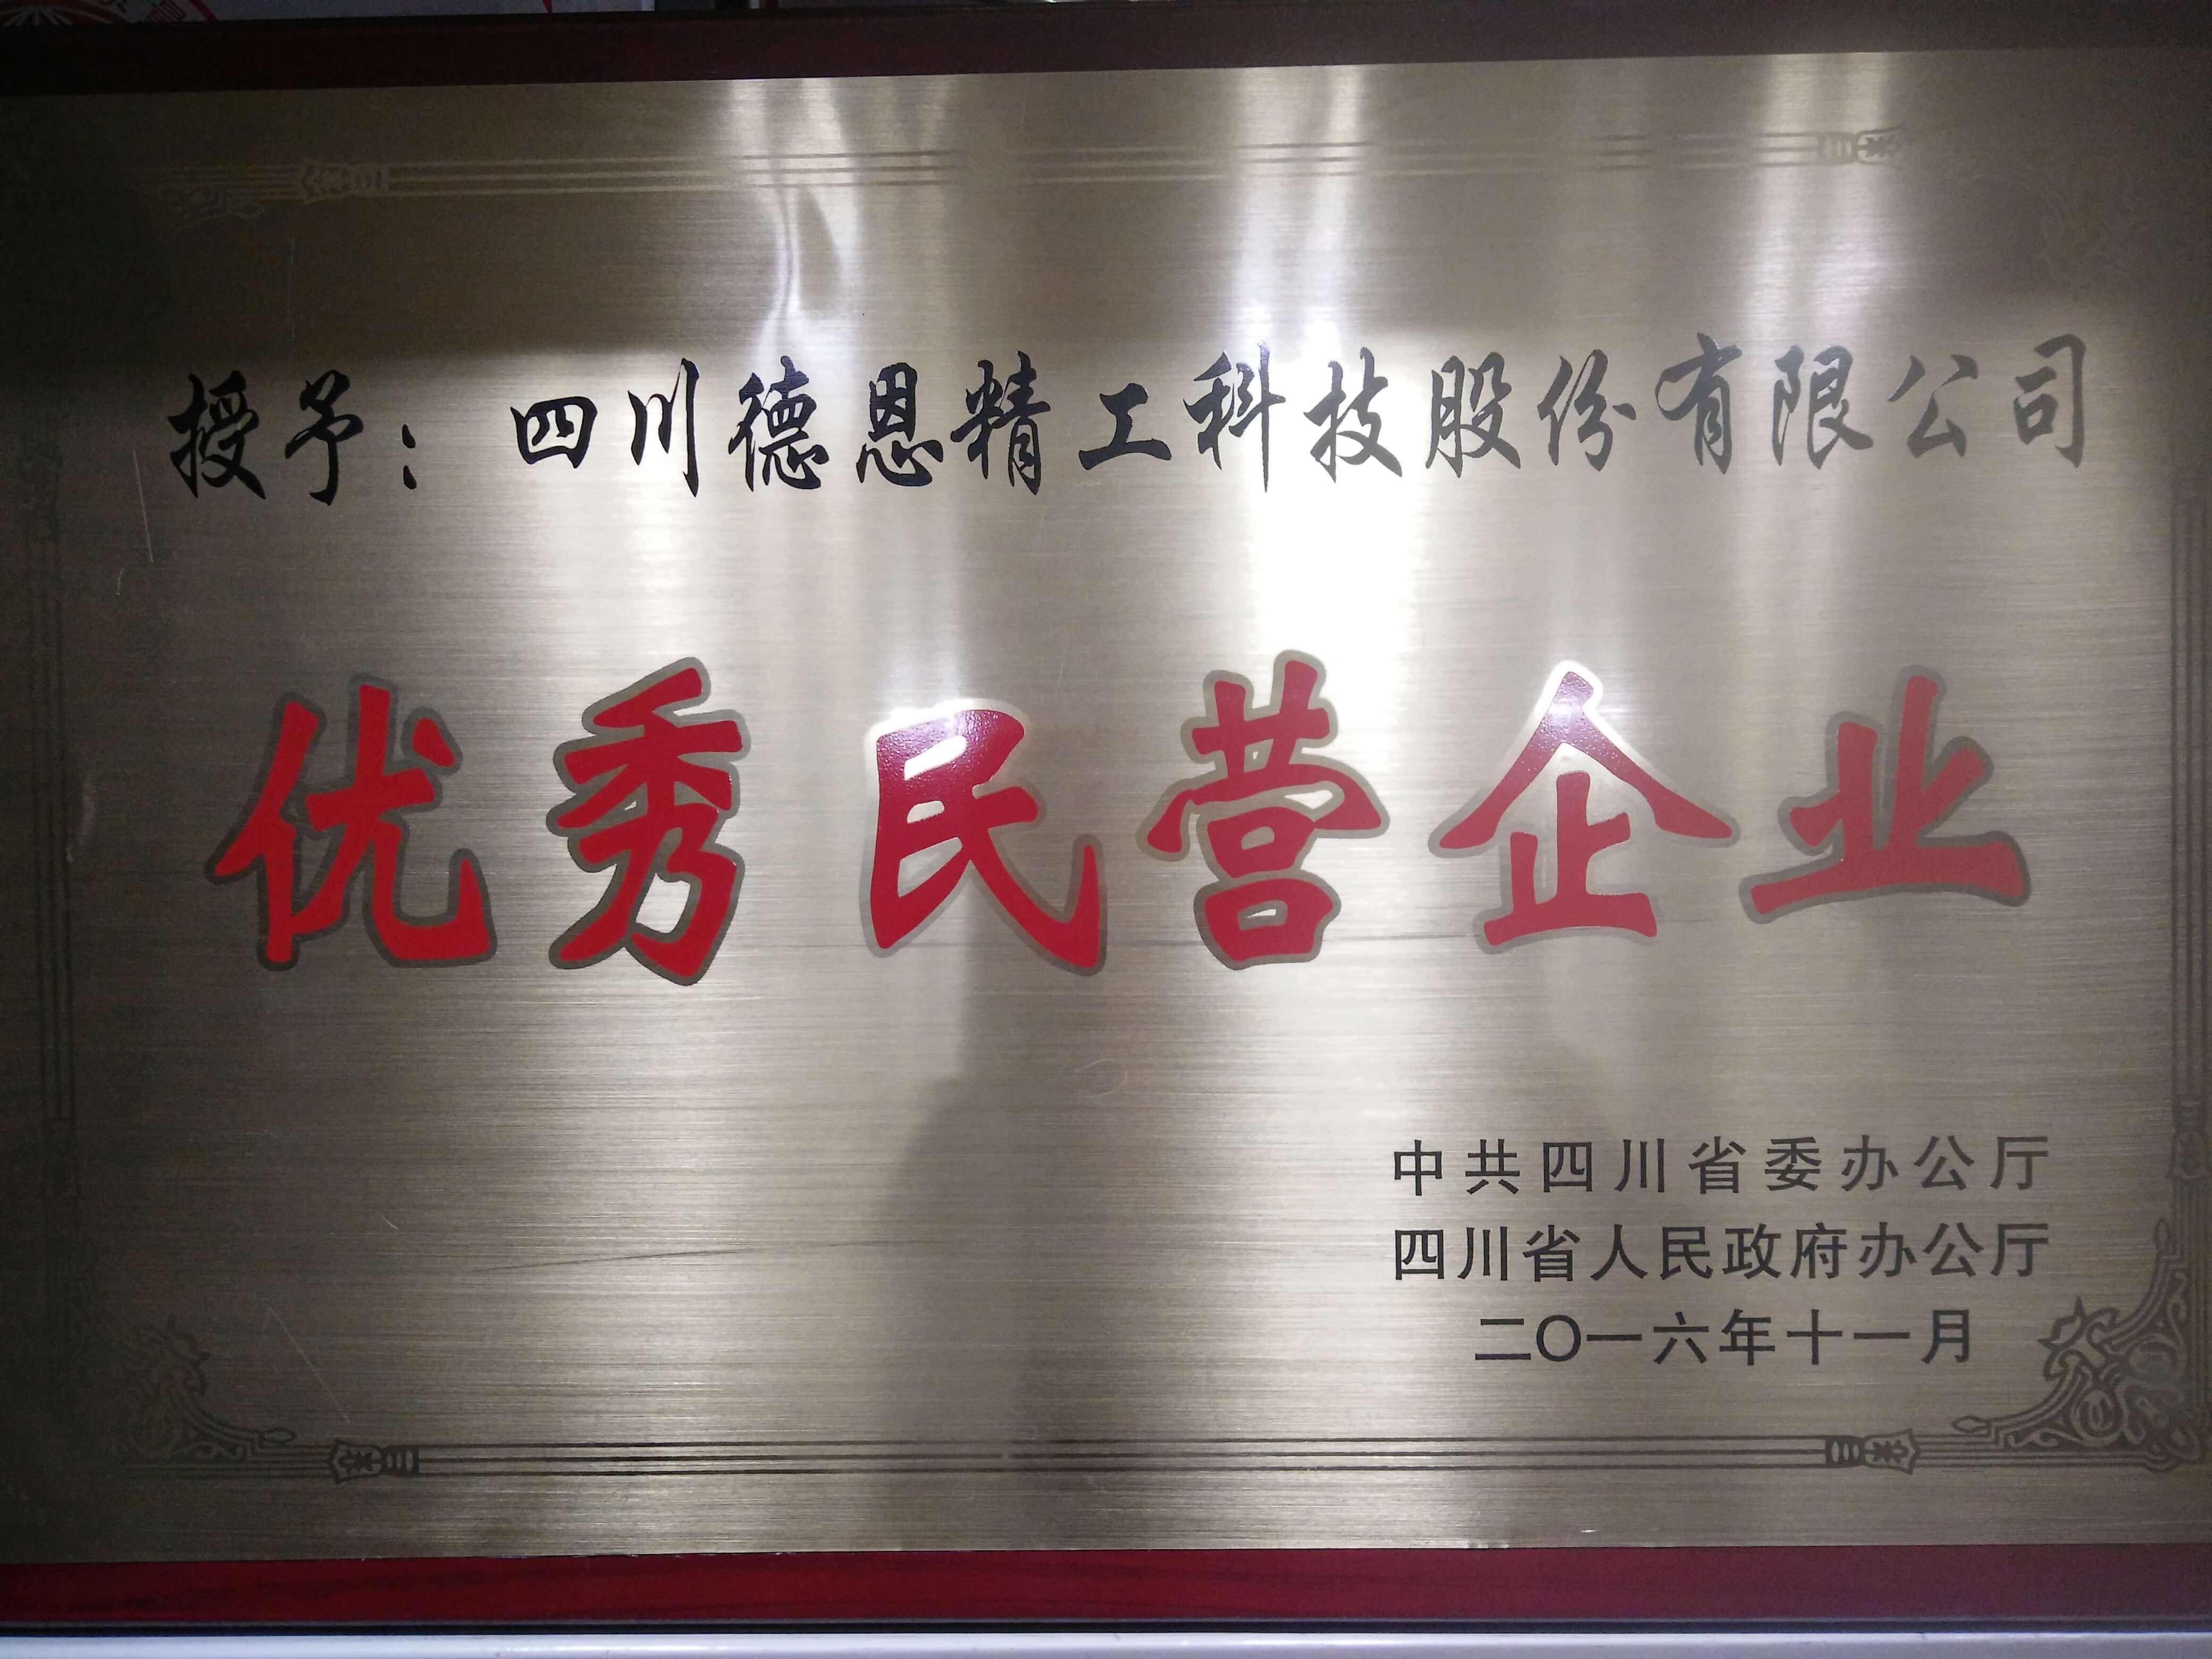 授予：四川德恩精工科技股份有限公司
优秀民营企业
中共四川省委办公厅
四川省人民政府办公厅
二〇一六年十一月